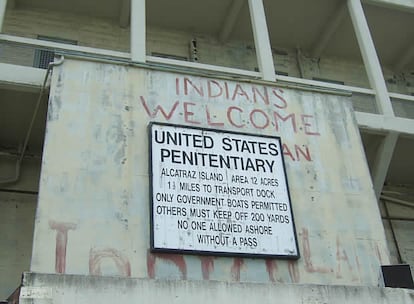 INDIANS
WELCOME
UNITED STATES
PENITENTIARY
ALCATRAZ ISLAND AREA 12 ACRES
1½ MILES TO TRANSPORT DOCK
ONLY GOVERNMENT BOATS PERMITTED
OTHERS MUST KEEP OFF 200 YARDS
NO ONE ALLOWED ASHORE
WITHOUT A PASS